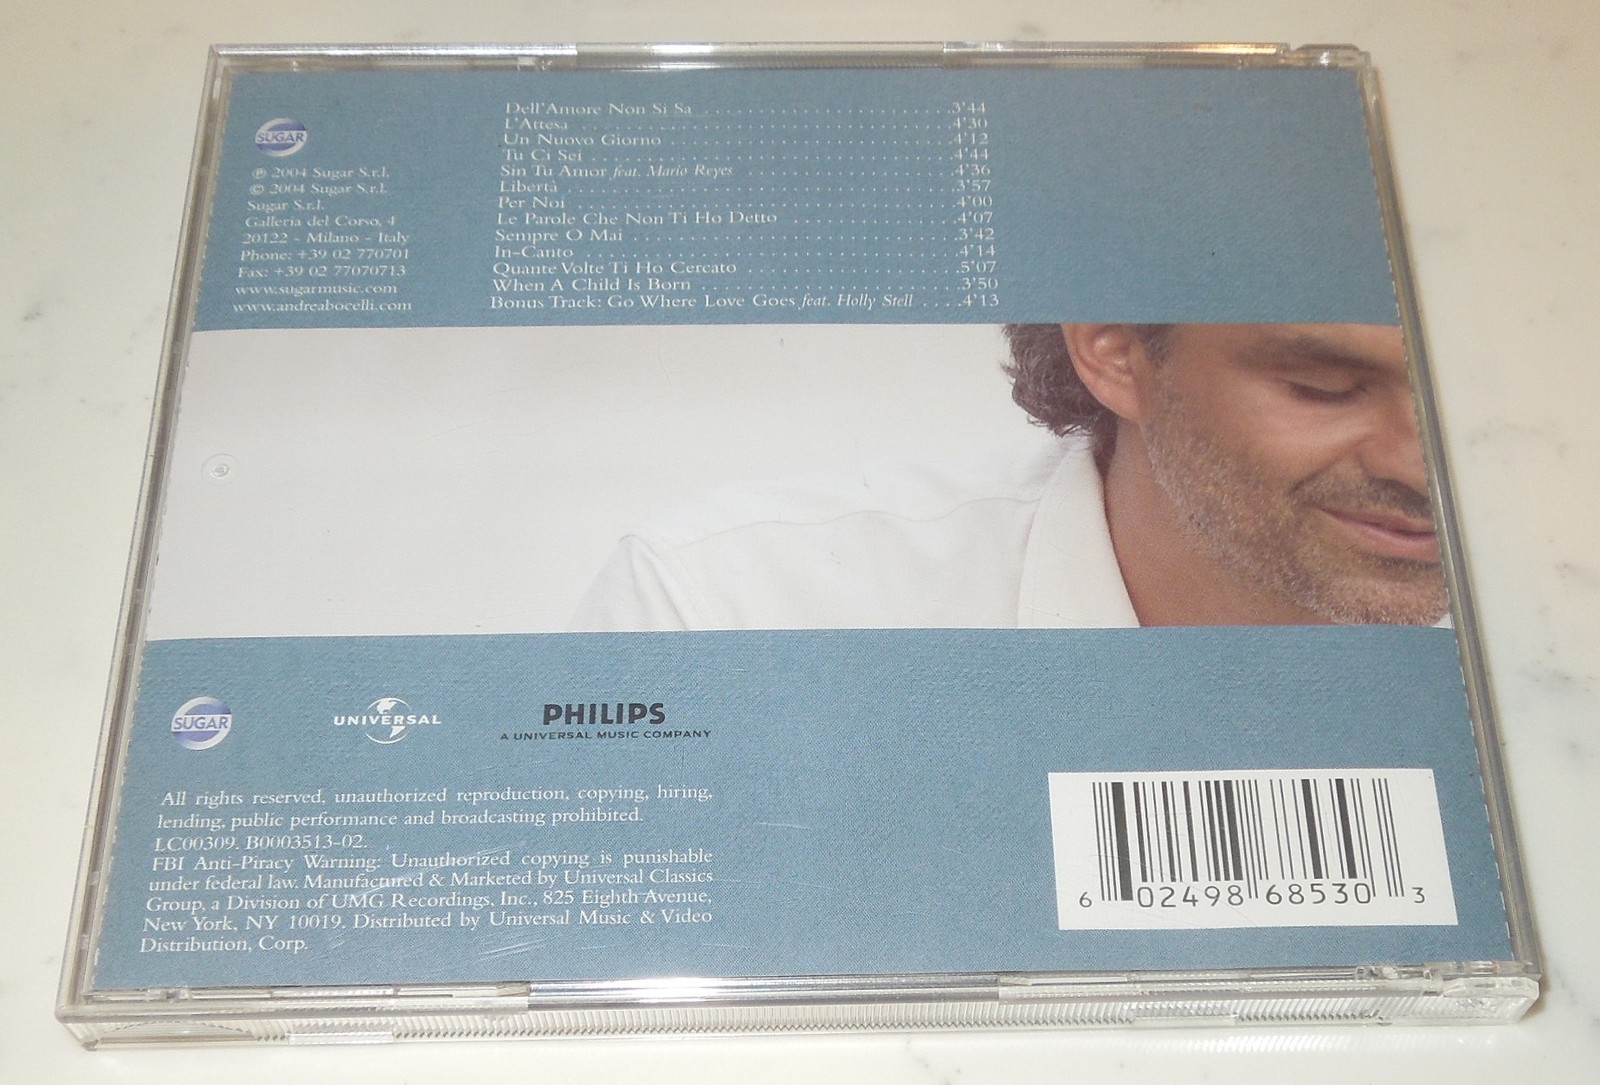 SUGAR
℗ 2004 Sugar S.r.l.
© 2004 Sugar S.r.l.
Sugar S.r.l.
Galleria del Corso, 4
20122 - Milano - Italy
Phone: +39 02 770701
Fax: +39 02 77070713
www.sugarmusic.com
www.andreabocelli.com
Dell'Amore Non Si Sa . . . . . . . . . . . . . . . . . . . . . . .3'44
L'Attesa . . . . . . . . . . . . . . . . . . . . . . . . . . . . . . . . . .4'30
Un Nuovo Giorno . . . . . . . . . . . . . . . . . . . . . . . . . .4'12
Tu Ci Sei . . . . . . . . . . . . . . . . . . . . . . . . . . . . . . . . .4'44
Sin Tu Amor feat. Mario Reyes . . . . . . . . . . . . . . . . . . .4'36
Libertà . . . . . . . . . . . . . . . . . . . . . . . . . . . . . . . . . . .3'57
Per Noi . . . . . . . . . . . . . . . . . . . . . . . . . . . . . . . . . .4'00
Le Parole Che Non Ti Ho Detto . . . . . . . . . . . . . . . .4'07
Sempre O Mai . . . . . . . . . . . . . . . . . . . . . . . . . . . . .3'42
In-Canto . . . . . . . . . . . . . . . . . . . . . . . . . . . . . . . . .4'14
Quante Volte Ti Ho Cercato . . . . . . . . . . . . . . . . . . .5'07
When A Child Is Born . . . . . . . . . . . . . . . . . . . . . . .3'50
Bonus Track: Go Where Love Goes feat. Holly Stell . . . .4'13
SUGAR
UNIVERSAL
PHILIPS
A UNIVERSAL MUSIC COMPANY
All rights reserved, unauthorized reproduction, copying, hiring,
lending, public performance and broadcasting prohibited.
LC00309. B0003513-02.
FBI Anti-Piracy Warning: Unauthorized copying is punishable
under federal law. Manufactured & Marketed by Universal Classics
Group, a Division of UMG Recordings, Inc., 825 Eighth Avenue,
New York, NY 10019. Distributed by Universal Music & Video
Distribution, Corp.
6 02498 68530 3